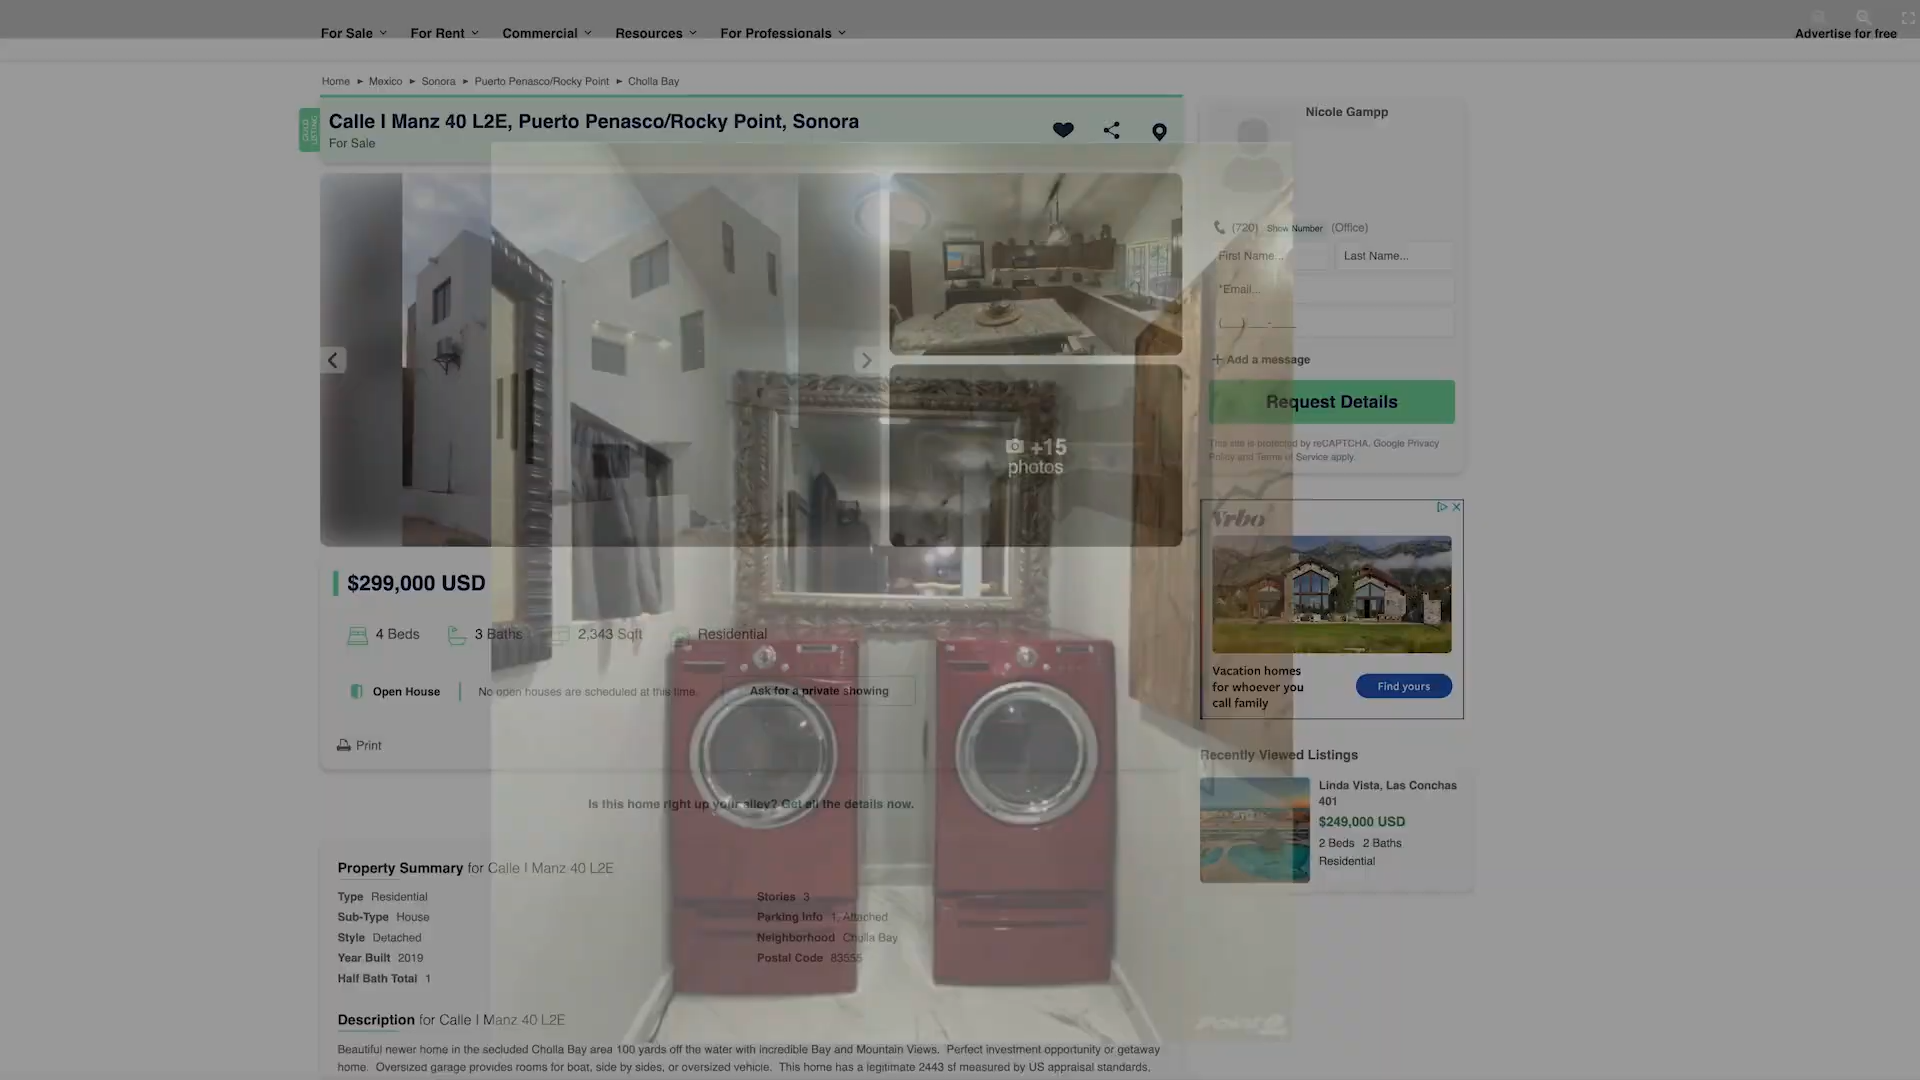 For Sale
For Rent
Commercial
Resources
For Professionals
Advertise for free
Home ► Mexico ► Sonora ► Puerto Penasco/Rocky Point ► Cholla Bay
GOLD LISTING
Calle I Manz 40 L2E, Puerto Penasco/Rocky Point, Sonora
For Sale
+15
photos
$299,000 USD
4 Beds
3 Baths
2,343 Sqft
Residential
Open House
No open houses are scheduled at this time.
Ask for a private showing
Print
Is this home right up your alley? Get all the details now.
Property Summary for Calle I Manz 40 L2E
Type Residential
Sub-Type House
Style Detached
Year Built 2019
Half Bath Total 1
Stories 3
Parking Info 1, Attached
Neighborhood Cholla Bay
Postal Code 83555
Description for Calle I Manz 40 L2E
Beautiful newer home in the secluded Cholla Bay area 100 yards off the water with incredible Bay and Mountain Views. Perfect investment opportunity or getaway
home. Oversized garage provides rooms for boat, side by sides, or oversized vehicle. This home has a legitimate 2443 sf measured by US appraisal standards,
Nicole Gampp
(720) Show Number (Office)
First Name...
Last Name...
*Email...
(___) ___-____
+ Add a message
Request Details
This site is protected by reCAPTCHA. Google Privacy
Policy and Terms of Service apply.
Vrbo
Vacation homes
for whoever you
call family
Find yours
Recently Viewed Listings
Linda Vista, Las Conchas
401
$249,000 USD
2 Beds 2 Baths
Residential
Point2